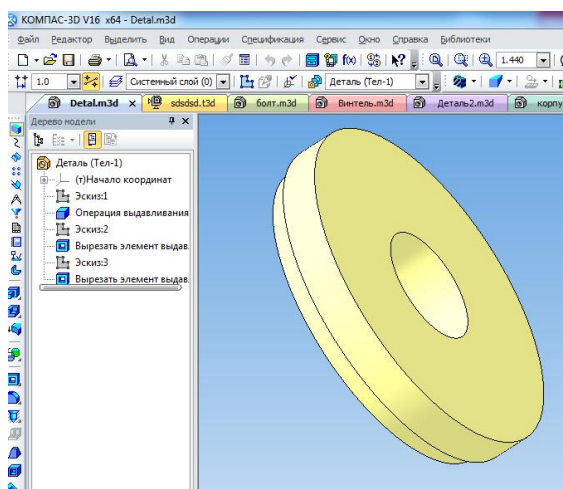 КОМПАС-3D V16 x64 - Detal.m3d
Файл Редактор Выделить Вид Операции Спецификация Сервис Окно Справка Библиотеки
f(x) 1.440
1.0 Системный слой (0) Деталь (Тел-1)
Detal.m3d sdsdsd.t3d болт.m3d Винтель.m3d Деталь2.m3d корпу
Дерево модели
Деталь (Тел-1)
(т)Начало координат
Эскиз:1
Операция выдавливания
Эскиз:2
Вырезать элемент выдав
Эскиз:3
Вырезать элемент выдав